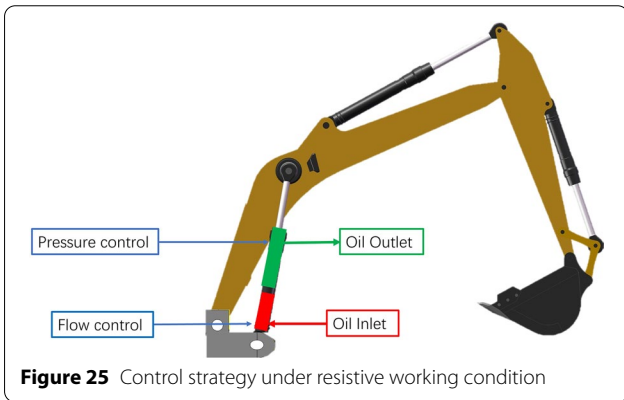 Pressure control
Oil Outlet
Flow control
Oil Inlet
Figure 25 Control strategy under resistive working condition